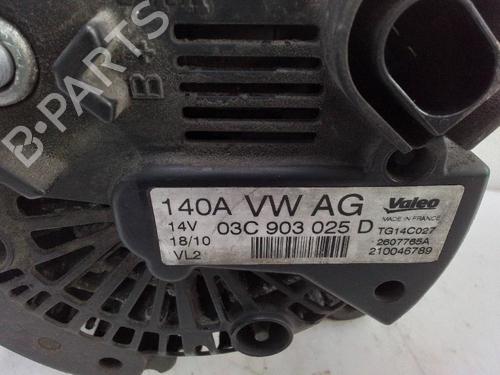 B+
B-PARTS
140A VW AG
Valeo
MADE IN FRANCE
14V 03C 903 025 D
TG14C027
18/10
2607765A
VL2
210046789